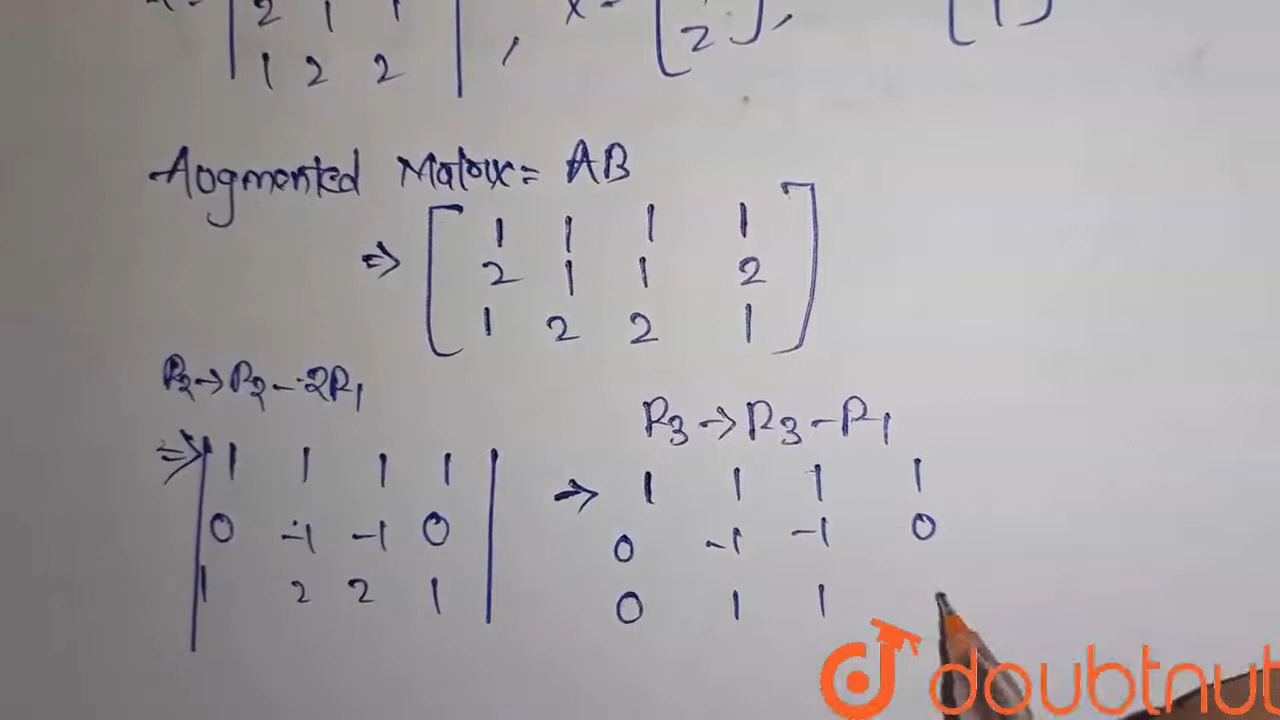 2 1 1 x = 2 , 1
1 2 2 ,
Augmented Matrix = AB
⇒ [ 1 1 1 1
2 1 1 2
1 2 2 1 ]
R2→R2-2R1
⇒ | 1 1 1 1 |
0 -1 -1 0
1 2 2 1
R3→R3-R1
⇒ 1 1 1 1
0 -1 -1 0
0 1 1
doubtnut